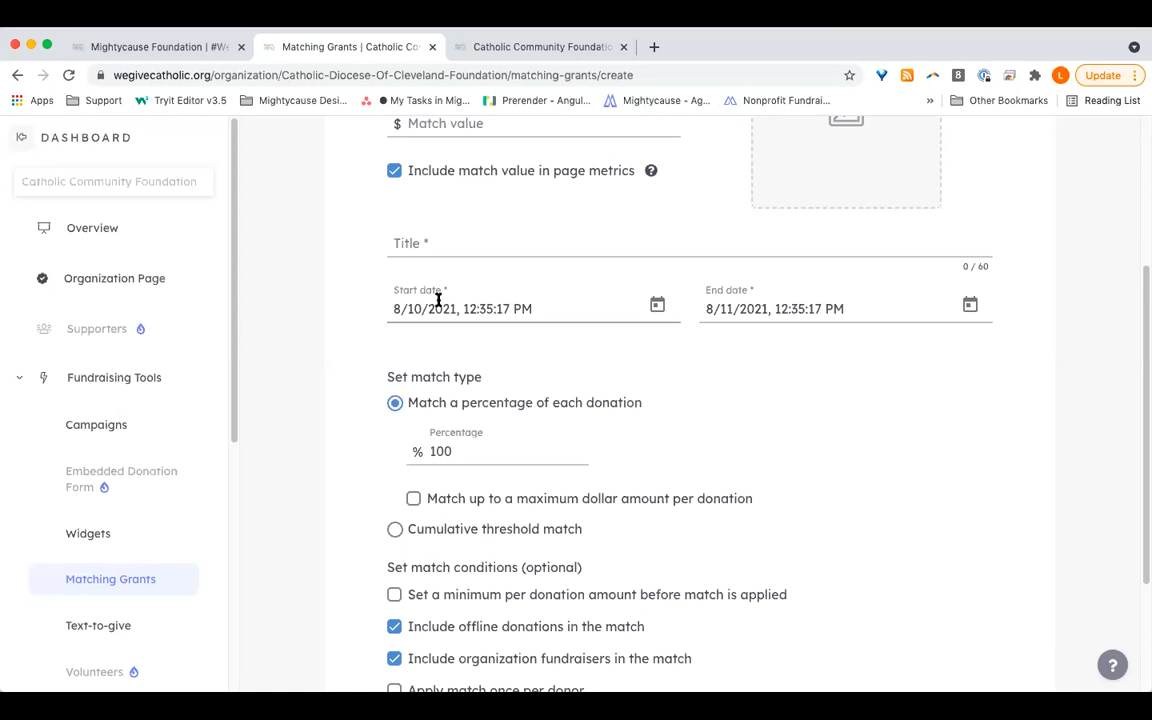 Mightycause Foundation | #We
Matching Grants | Catholic Co
Catholic Community Foundatio
wegivecatholic.org/organization/Catholic-Diocese-Of-Cleveland-Foundation/matching-grants/create
8
L
Update
Apps
Support
Tryit Editor v3.5
Mightycause Desi...
My Tasks in Mig...
Prerender - Angul...
Mightycause - Ag...
Nonprofit Fundrai...
»
Other Bookmarks
Reading List
DASHBOARD
Catholic Community Foundation
Overview
Organization Page
Supporters
Fundraising Tools
Campaigns
Embedded Donation
Form
Widgets
Matching Grants
Text-to-give
Volunteers
$ Match value
Include match value in page metrics ?
Title *
0 / 60
Start date *
8/10/2021, 12:35:17 PM
End date *
8/11/2021, 12:35:17 PM
Set match type
Match a percentage of each donation
Percentage
% 100
Match up to a maximum dollar amount per donation
Cumulative threshold match
Set match conditions (optional)
Set a minimum per donation amount before match is applied
Include offline donations in the match
Include organization fundraisers in the match
Apply match once per donor
?